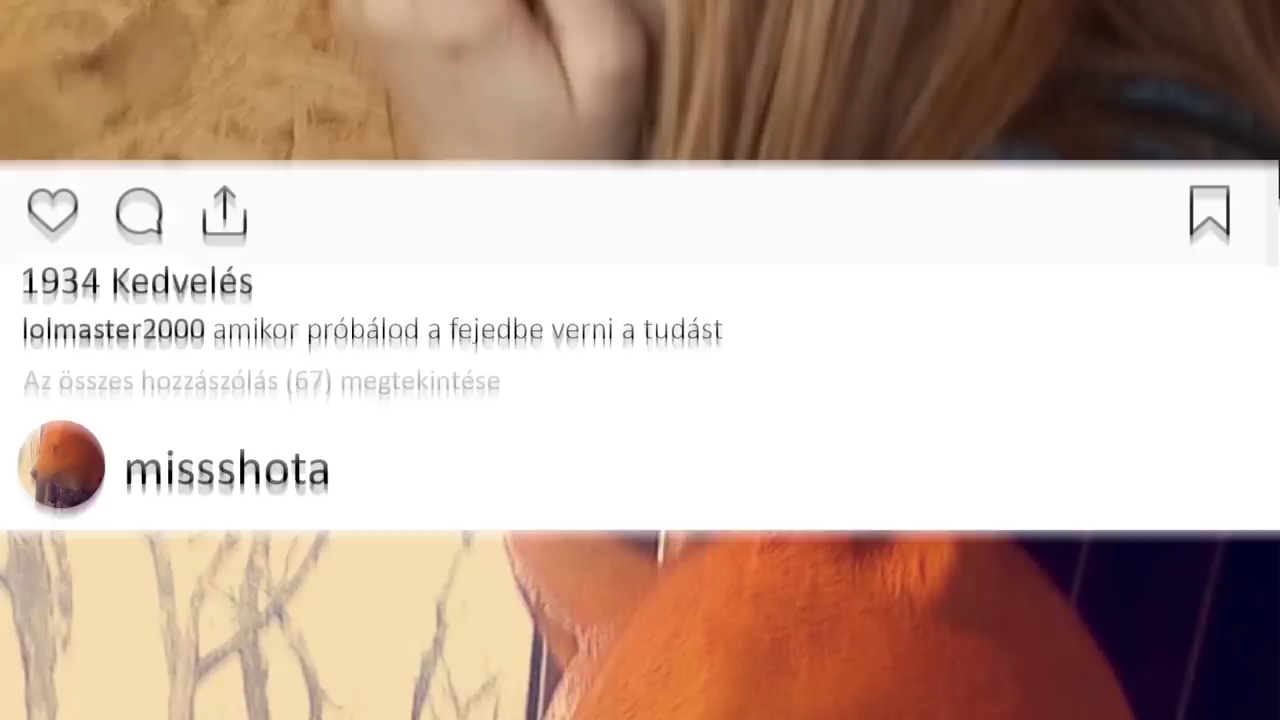 1934 Kedvelés
lolmaster2000 amikor próbálod a fejedbe verni a tudást
Az összes hozzászólás (67) megtekintése
missshota